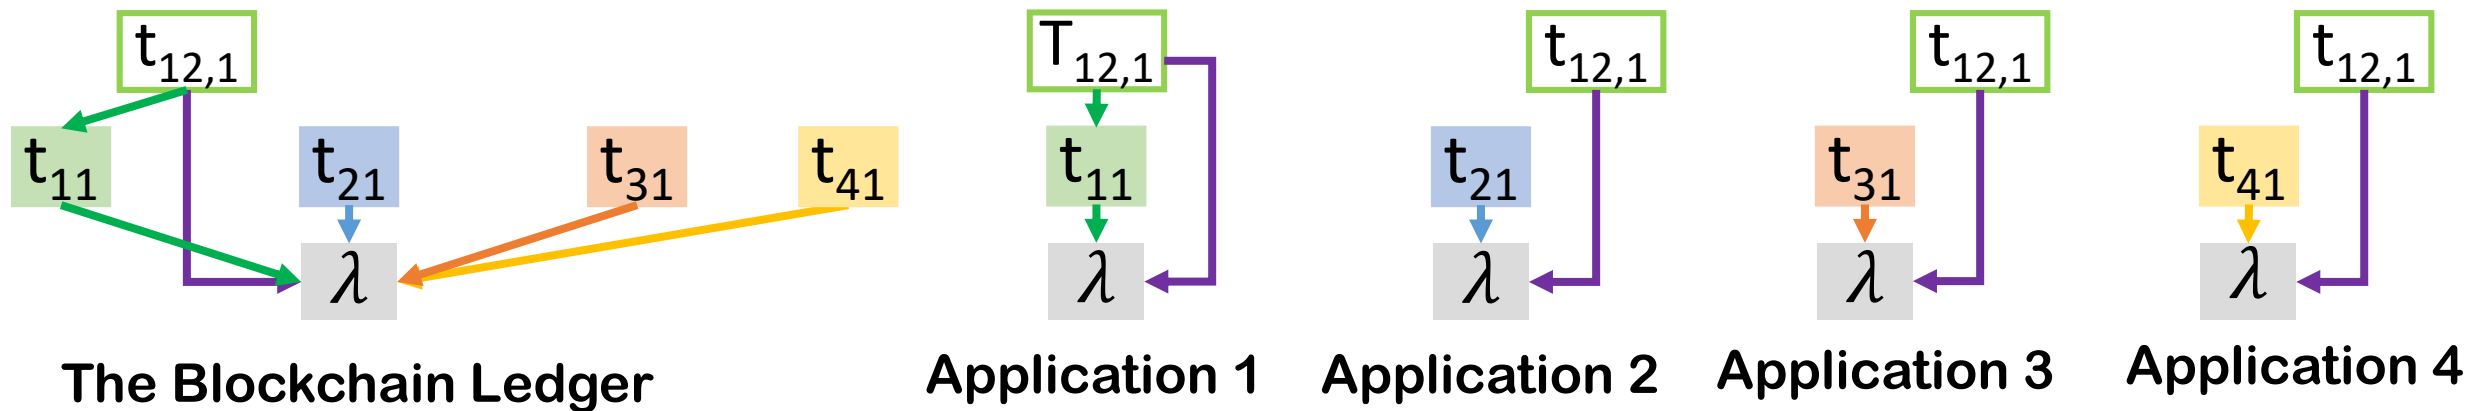 t12,1 T12,1 t12,1 t12,1 t12,1
t11 t21 t31 t41 t11 t21 t31 t41
λ λ λ λ λ
The Blockchain Ledger Application 1 Application 2 Application 3 Application 4